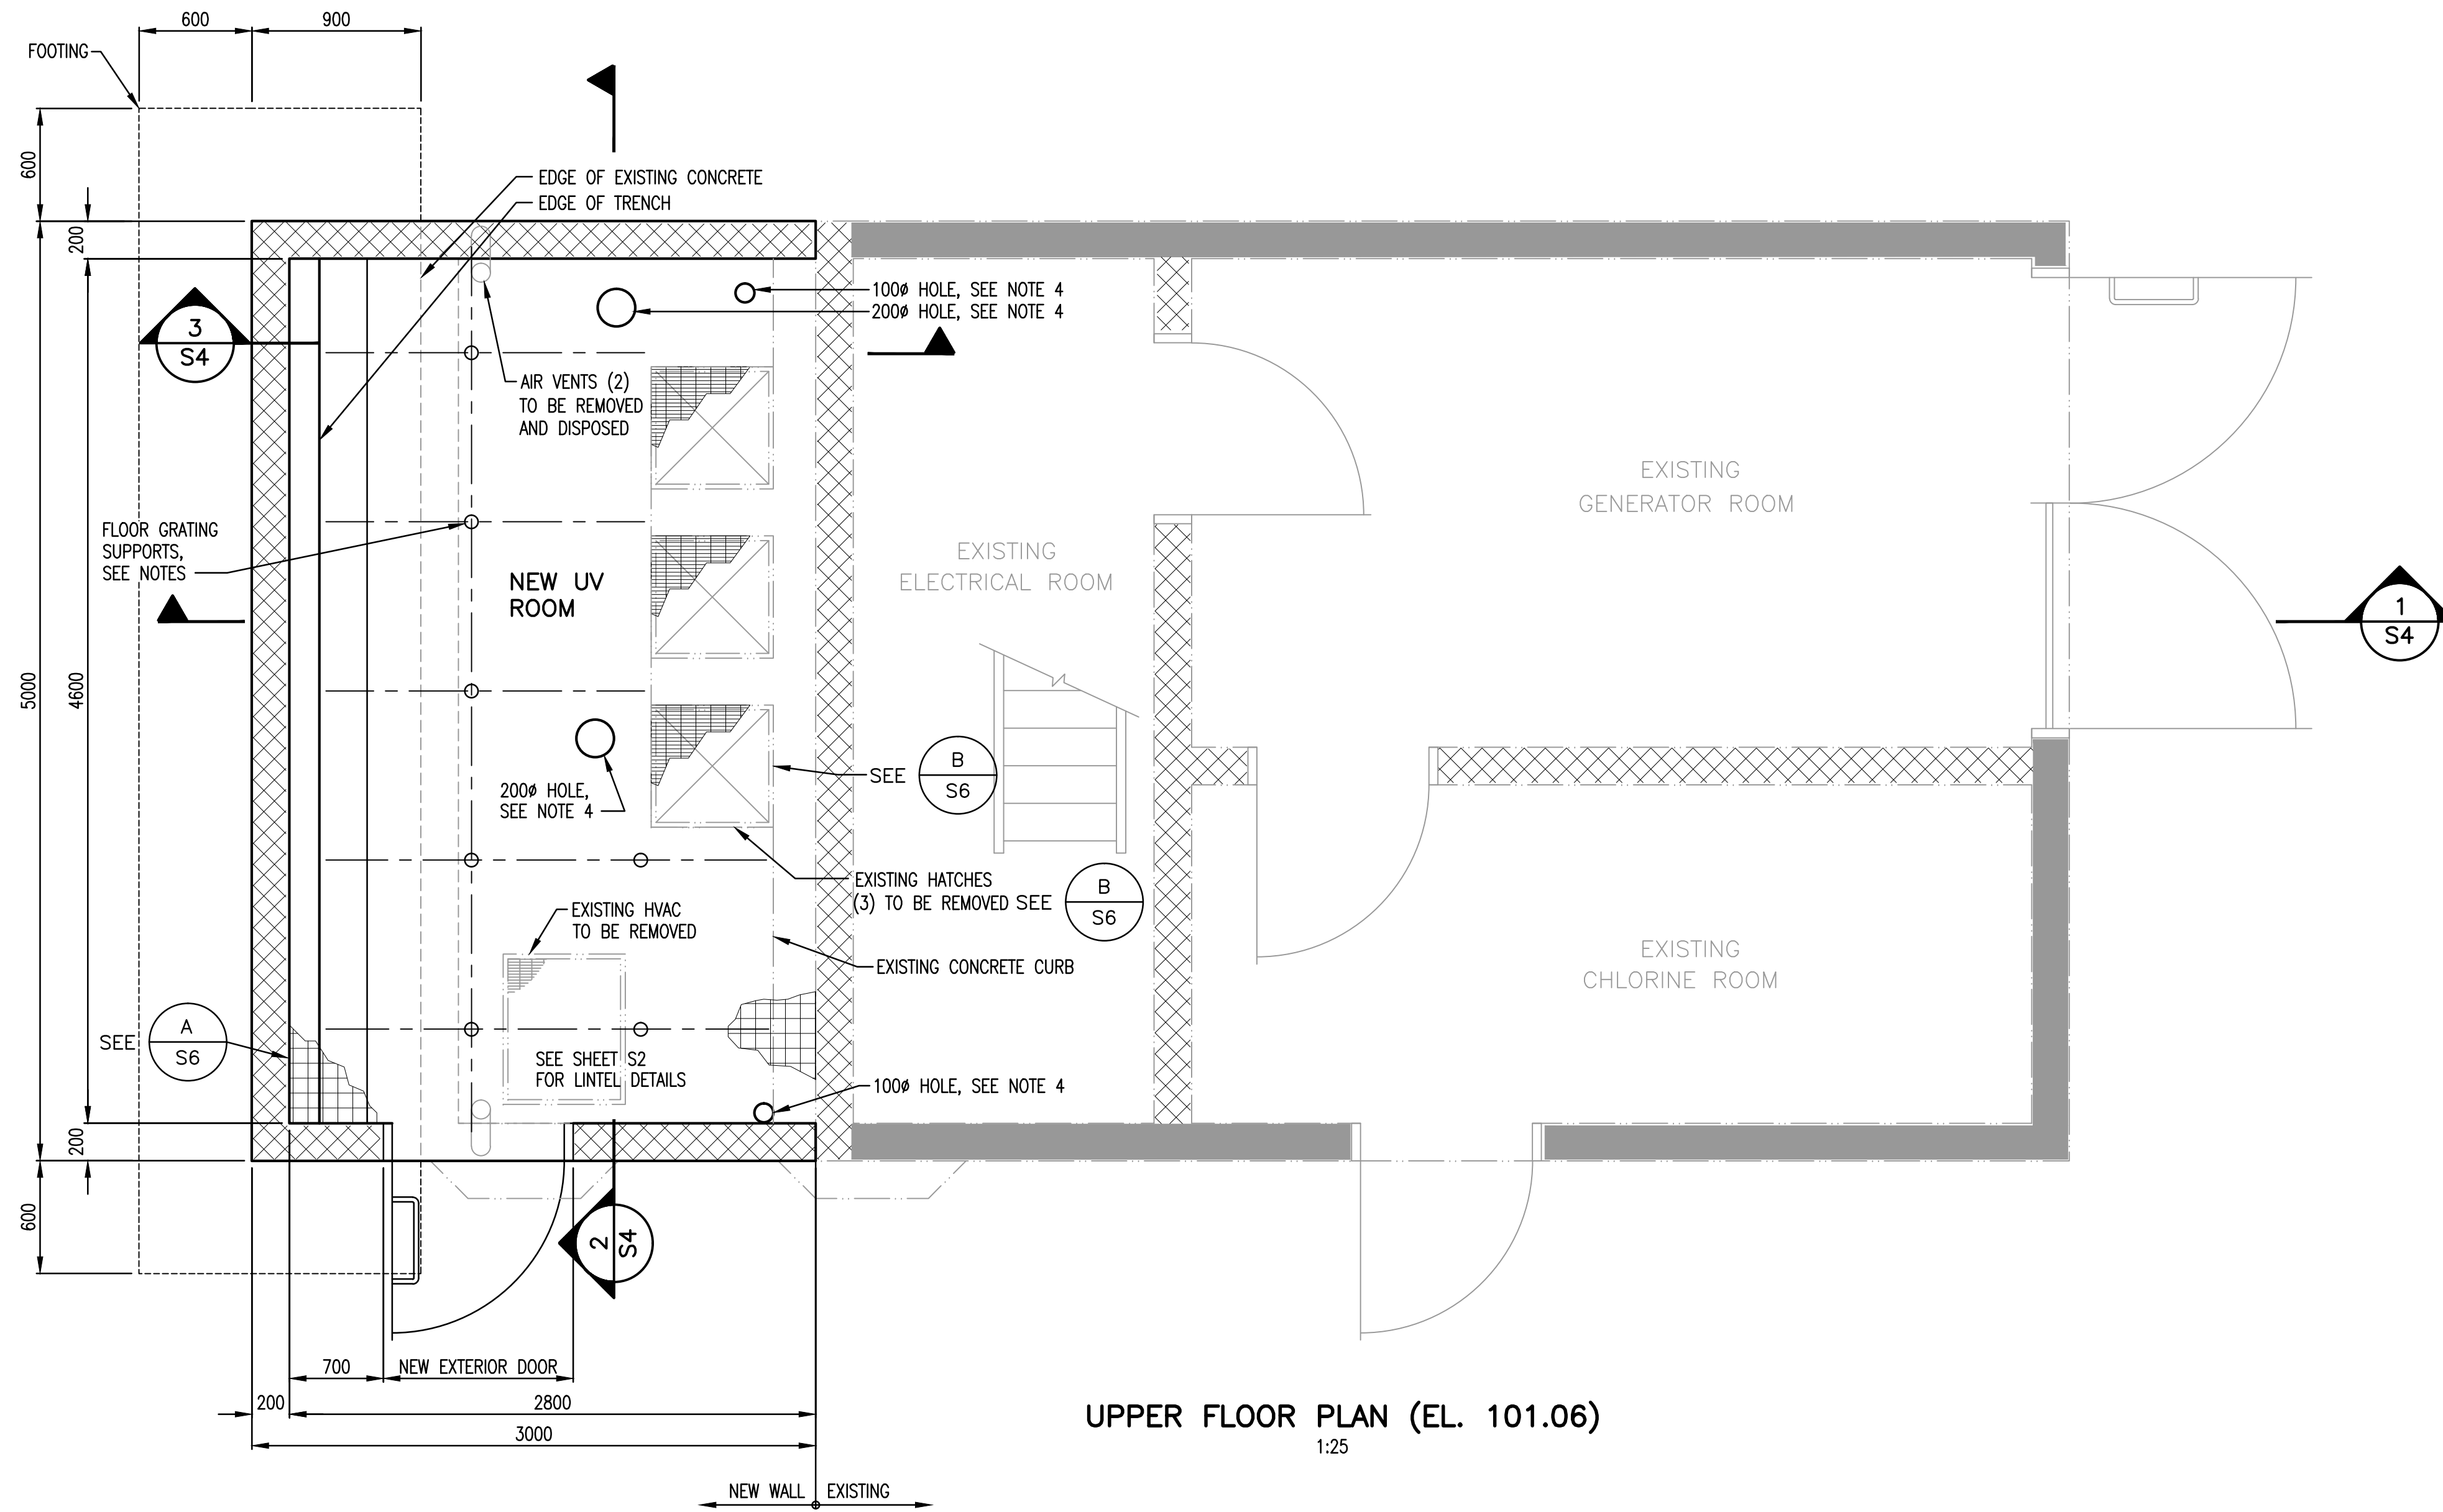 600
900
FOOTING
600
EDGE OF EXISTING CONCRETE
EDGE OF TRENCH
200
100ø HOLE, SEE NOTE 4
200ø HOLE, SEE NOTE 4
3
S4
AIR VENTS (2)
TO BE REMOVED
AND DISPOSED
EXISTING
GENERATOR ROOM
FLOOR GRATING
SUPPORTS,
SEE NOTES
NEW UV
ROOM
EXISTING
ELECTRICAL ROOM
1
S4
5000
4600
SEE
B
S6
200ø HOLE,
SEE NOTE 4
EXISTING HATCHES
(3) TO BE REMOVED SEE
B
S6
EXISTING HVAC
TO BE REMOVED
EXISTING CONCRETE CURB
EXISTING
CHLORINE ROOM
SEE
A
S6
SEE SHEET S2
FOR LINTEL DETAILS
100ø HOLE, SEE NOTE 4
200
600
2
S4
700
NEW EXTERIOR DOOR
200
2800
3000
UPPER FLOOR PLAN (EL. 101.06)
1:25
NEW WALL
EXISTING